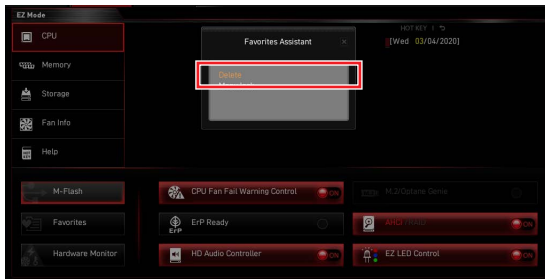 EZ Mode
HOT KEY | ↩
CPU
Favorites Assistant
×
[Wed 03/04/2020]
Memory
Delete
Storage
Fan Info
Help
M-Flash
CPU Fan Fail Warning Control
ON
M.2/Optane Genie
Favorites
ErP
ErP Ready
AHCI / RAID
ON
Hardware Monitor
HD Audio Controller
ON
EZ LED Control
ON